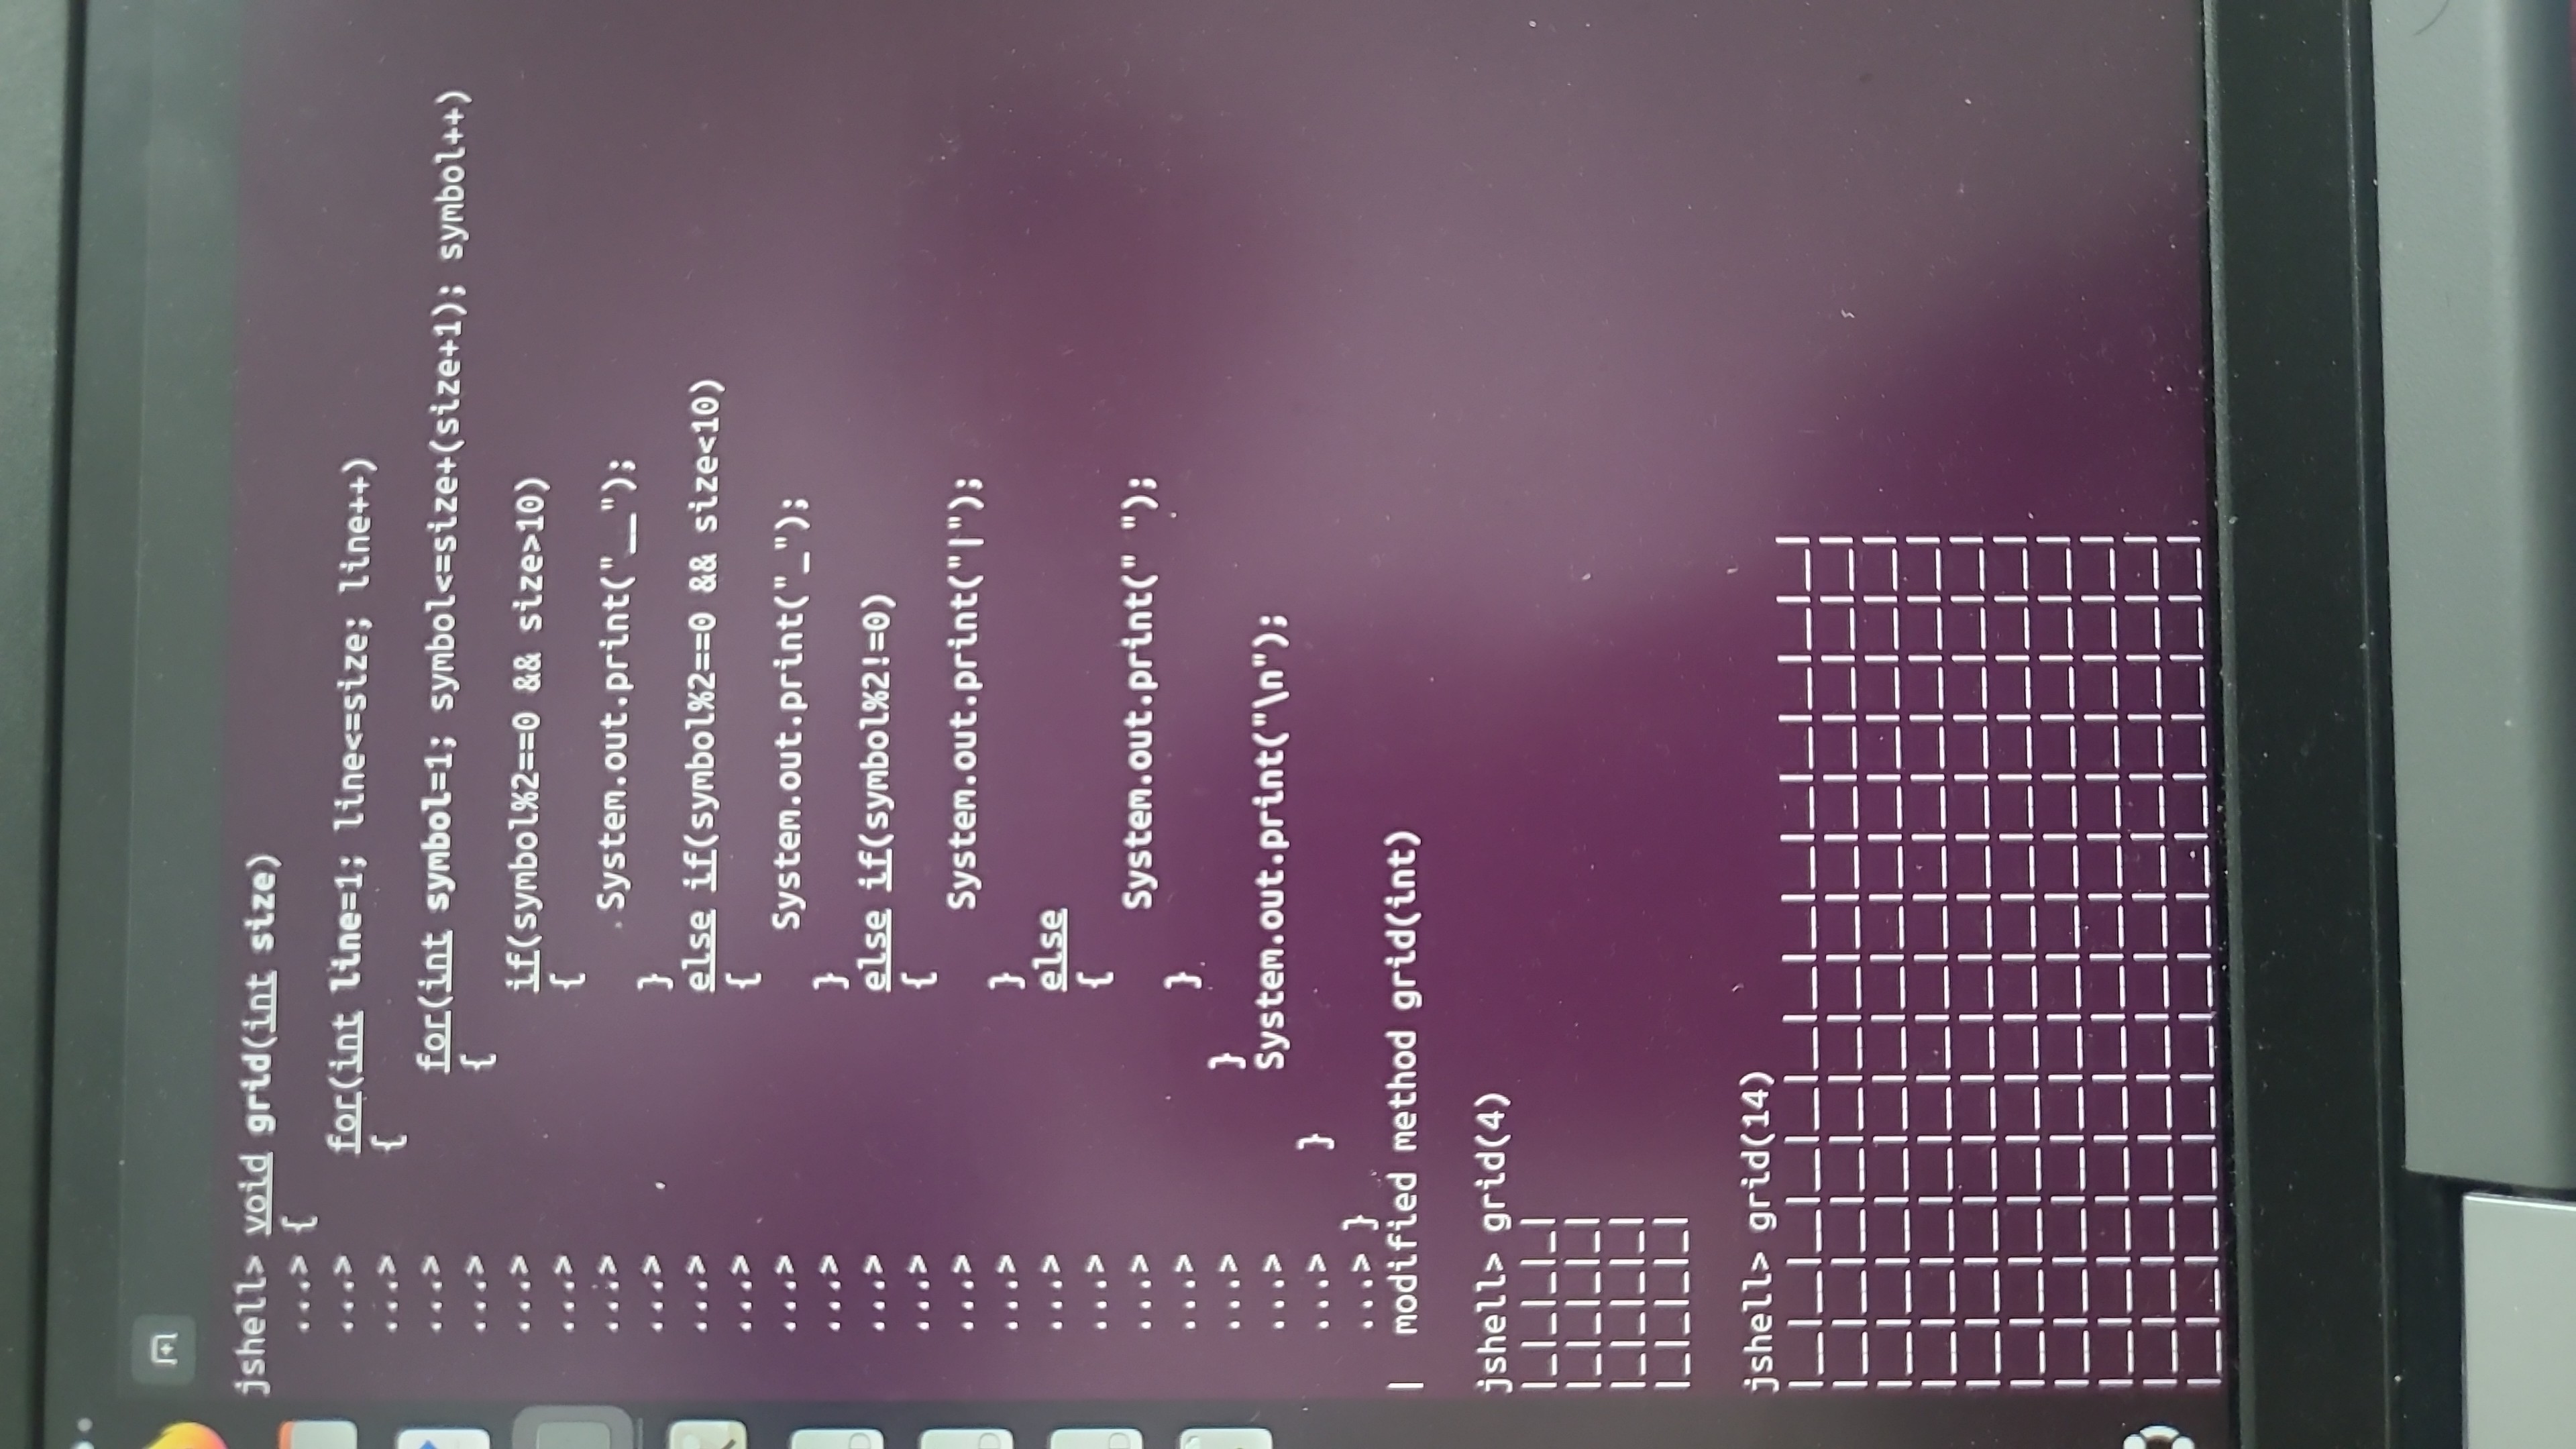 jshell> void grid(int size)
   ...> {
   ...>     for(int line=1; line<=size; line++)
   ...>     {
   ...>         for(int symbol=1; symbol<=size+(size+1); symbol++)
   ...>         {
   ...>             if(symbol%2==0 && size>10)
   ...>             {
   ...>                 System.out.print("__");
   ...>             }
   ...>             else if(symbol%2==0 && size<10)
   ...>             {
   ...>                System.out.print("_");
   ...>             }
   ...>             else if(symbol%2!=0)
   ...>             {
   ...>                 System.out.print("|");
   ...>             }
   ...>             else
   ...>             {
   ...>                 System.out.print(" ");
   ...>             }
   ...>         }
   ...>         System.out.print("\n");
   ...>     }
   ...> }
|  modified method grid(int)

jshell> grid(4)
|_|_|_|_|
|_|_|_|_|
|_|_|_|_|
|_|_|_|_|

jshell> grid(14)
|__|__|__|__|__|__|__|__|__|__|__|__|__|__|
|__|__|__|__|__|__|__|__|__|__|__|__|__|__|
|__|__|__|__|__|__|__|__|__|__|__|__|__|__|
|__|__|__|__|__|__|__|__|__|__|__|__|__|__|
|__|__|__|__|__|__|__|__|__|__|__|__|__|__|
|__|__|__|__|__|__|__|__|__|__|__|__|__|__|
|__|__|__|__|__|__|__|__|__|__|__|__|__|__|
|__|__|__|__|__|__|__|__|__|__|__|__|__|__|
|__|__|__|__|__|__|__|__|__|__|__|__|__|__|
|__|__|__|__|__|__|__|__|__|__|__|__|__|__|